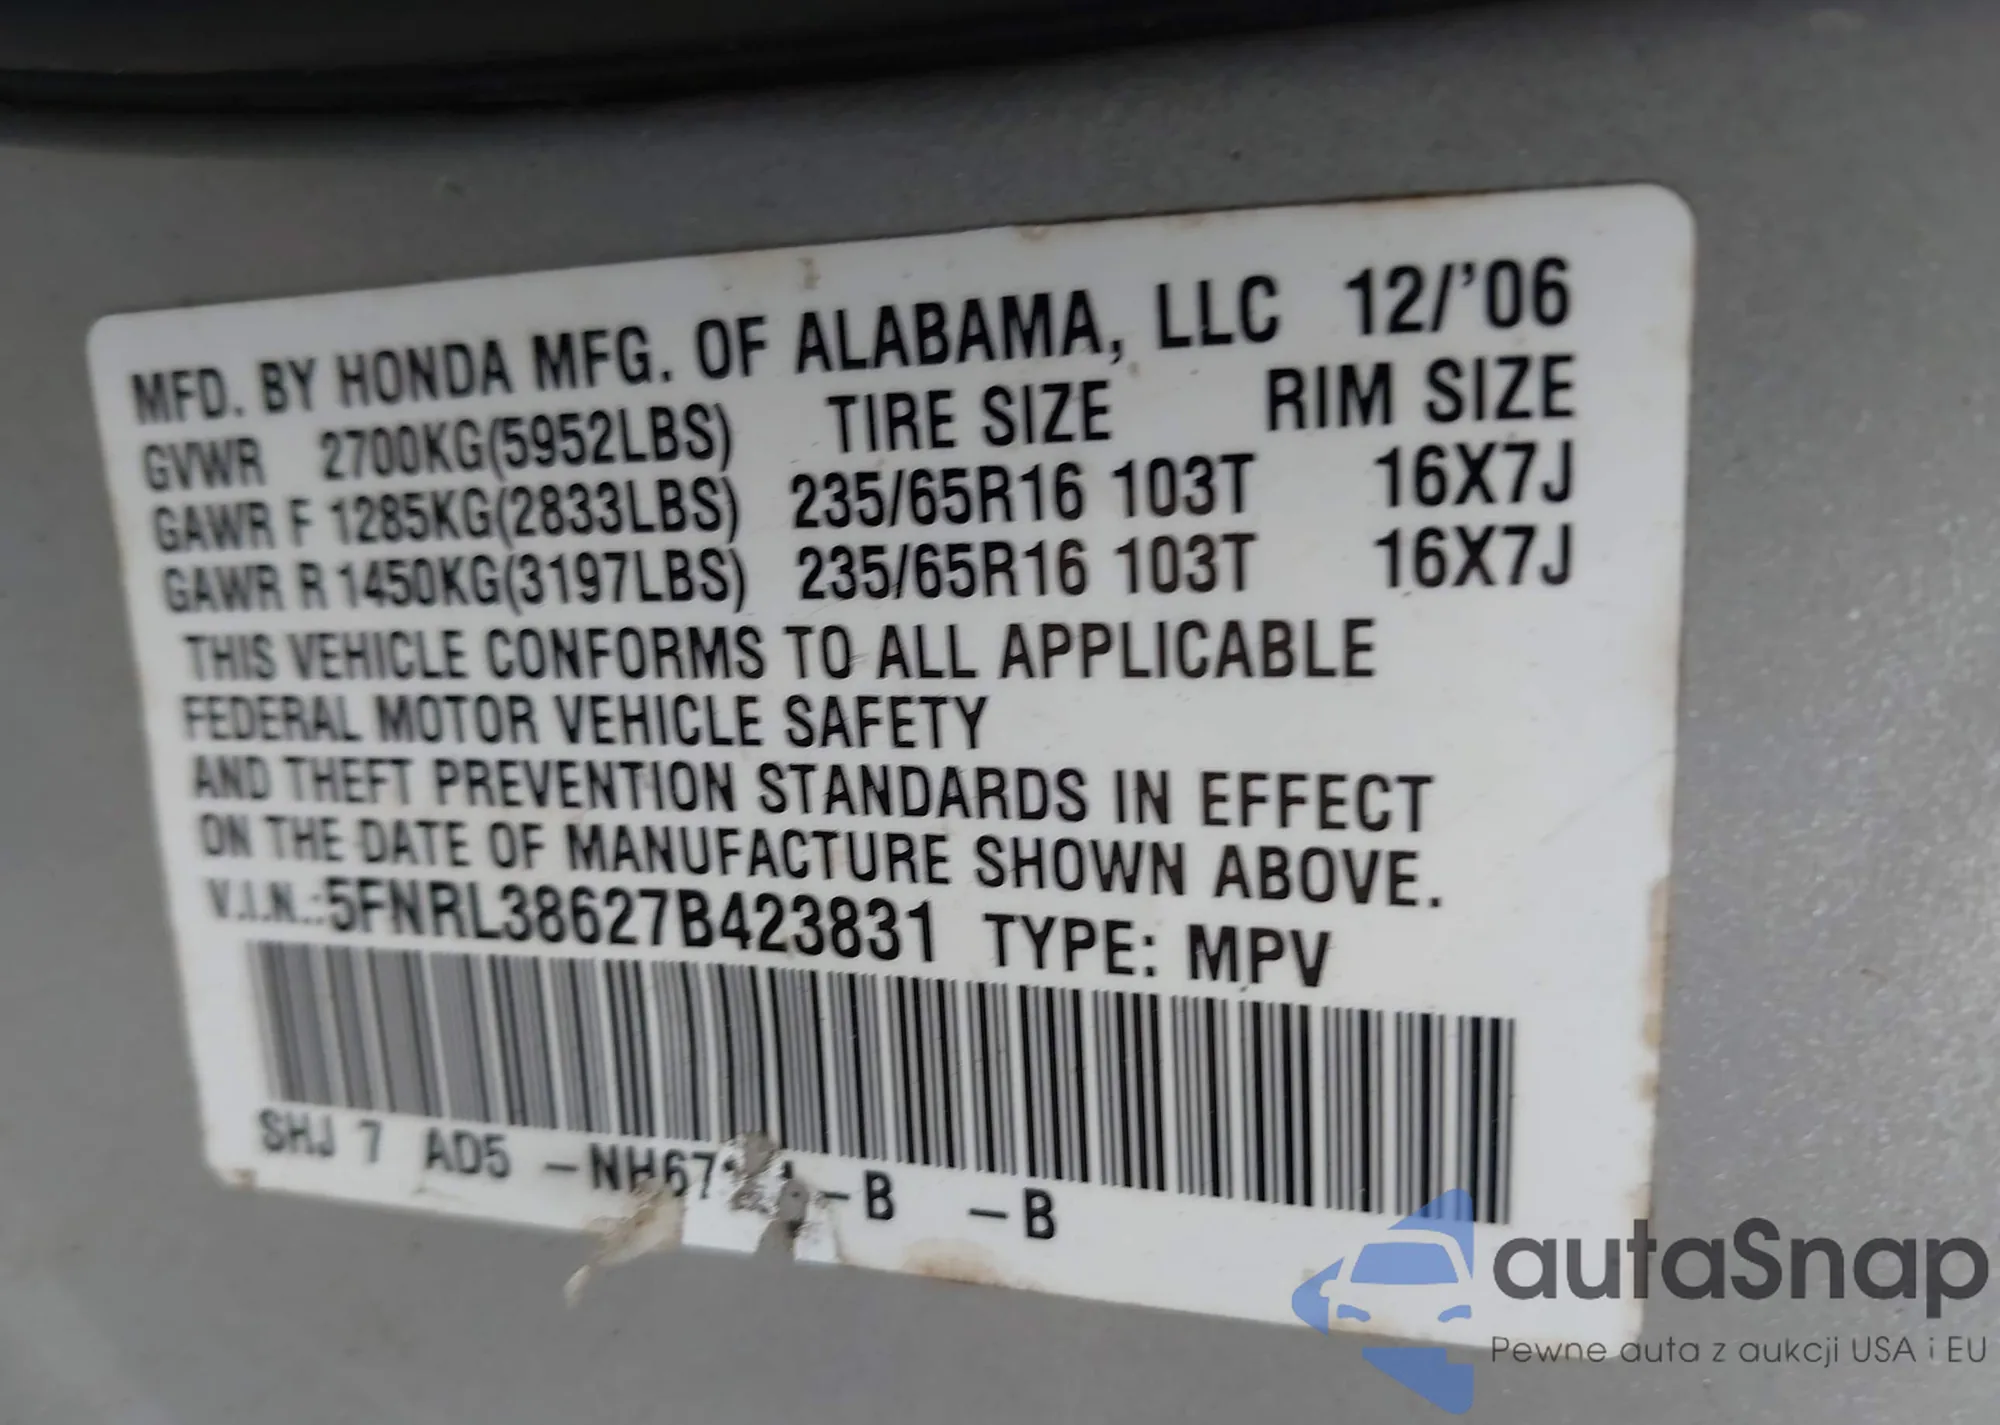 MFD. BY HONDA MFG. OF ALABAMA, LLC 12/'06
GVWR 2700KG(5952LBS) TIRE SIZE RIM SIZE
GAWR F 1285KG(2833LBS) 235/65R16 103T 16X7J
GAWR R 1450KG(3197LBS) 235/65R16 103T 16X7J
THIS VEHICLE CONFORMS TO ALL APPLICABLE
FEDERAL MOTOR VEHICLE SAFETY
AND THEFT PREVENTION STANDARDS IN EFFECT
ON THE DATE OF MANUFACTURE SHOWN ABOVE.
V.I.N.:5FNRL38627B423831 TYPE: MPV
SHJ 7 AD5 –B –B
autaSnap
Pewne auta z aukcji USA i EU